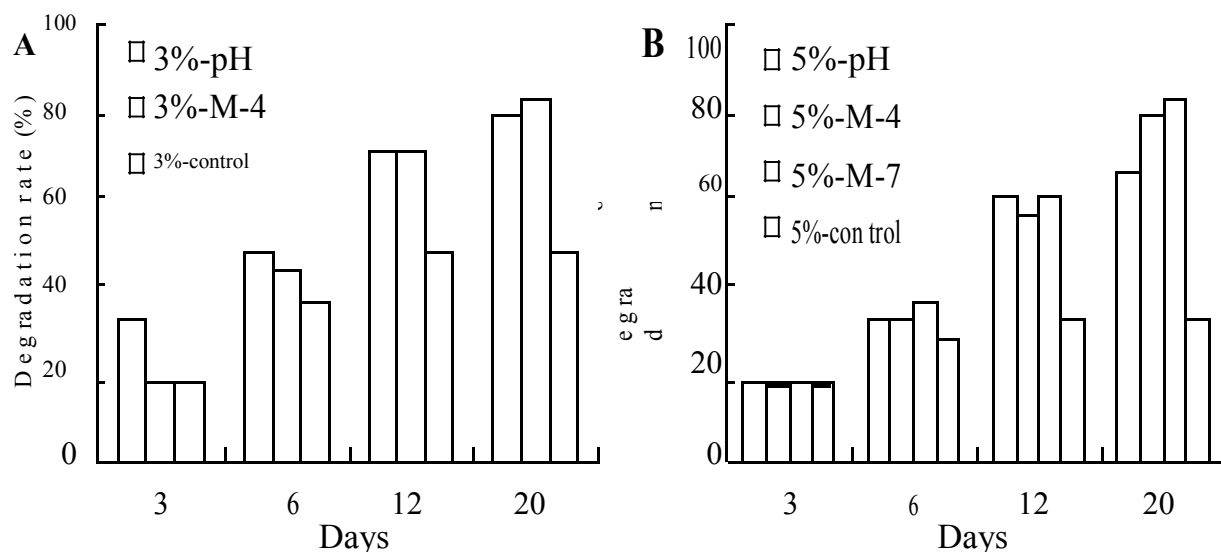 A
Degradation rate (%)
100
80
60
40
20
0
3%-pH
3%-M-4
3%-control
3
6
12
20
Days
B
egra
d
n
100
80
60
40
20
0
5%-pH
5%-M-4
5%-M-7
5%-con trol
3
6
12
20
Days